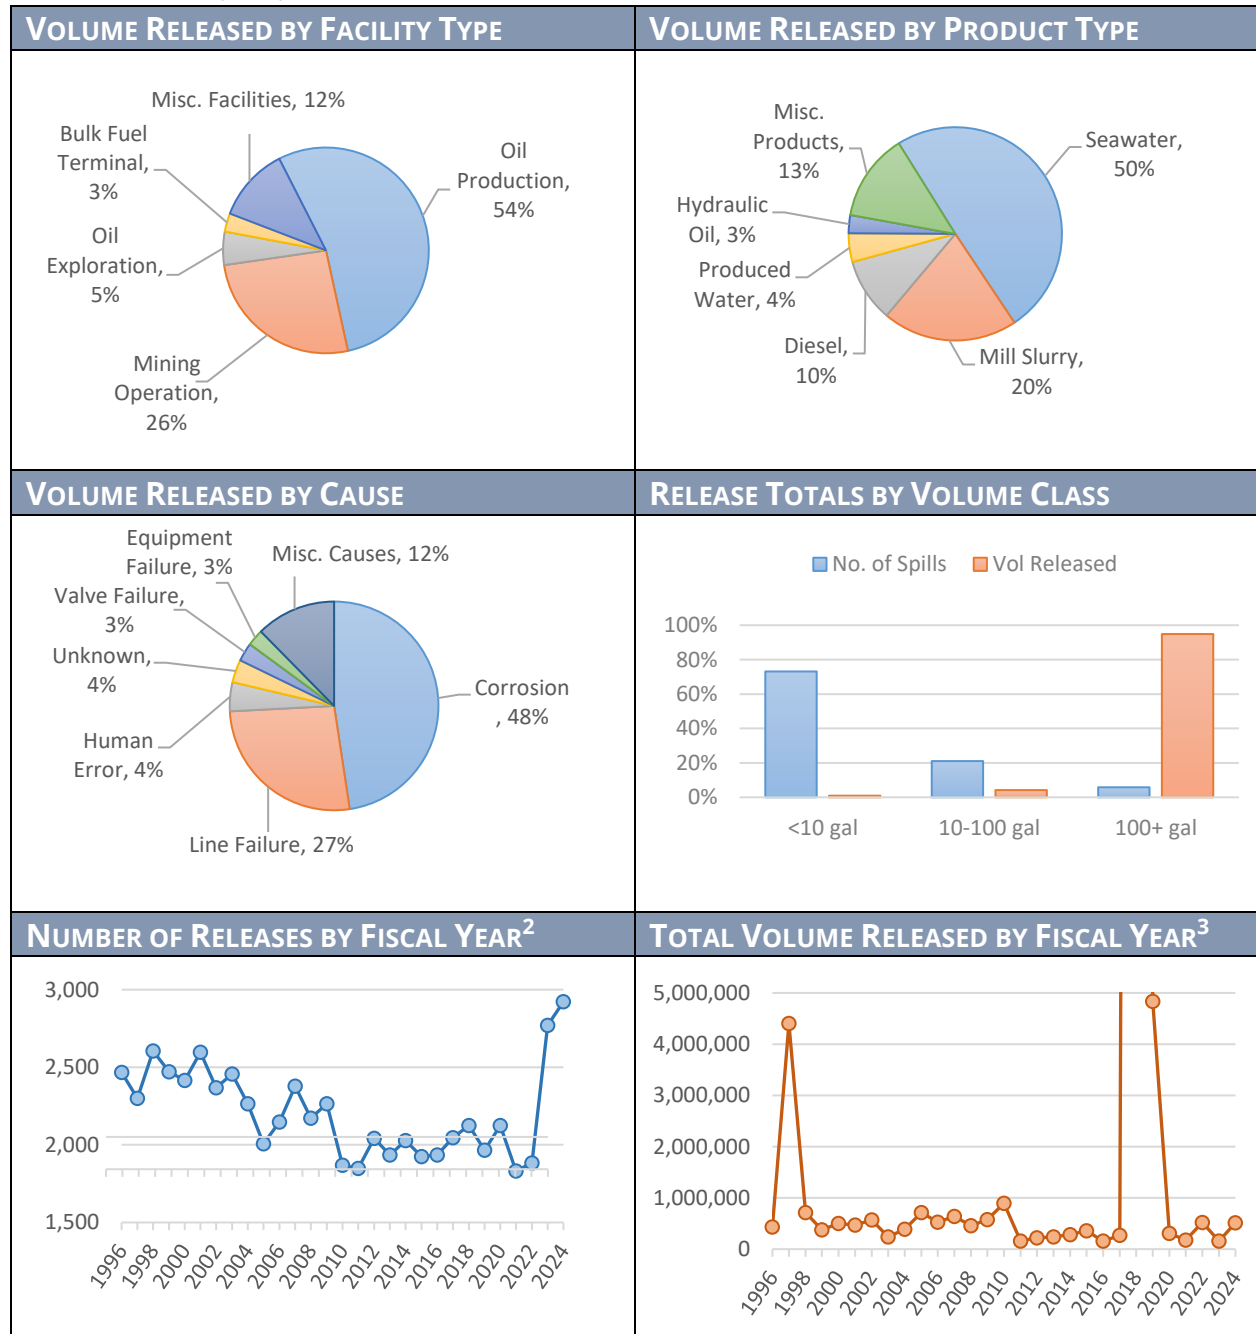 VOLUME RELEASED BY FACILITY TYPE
Misc. Facilities, 12%
Bulk Fuel
Terminal,
3%
Oil
Exploration,
5%
Mining
Operation,
26%
Oil
Production,
54%
VOLUME RELEASED BY PRODUCT TYPE
Misc.
Products,
13%
Hydraulic
Oil, 3%
Produced
Water, 4%
Diesel,
10%
Mill Slurry,
20%
Seawater,
50%
VOLUME RELEASED BY CAUSE
Equipment
Failure, 3%
Misc. Causes, 12%
Valve Failure,
3%
Unknown,
4%
Human
Error, 4%
Line Failure, 27%
Corrosion
, 48%
RELEASE TOTALS BY VOLUME CLASS
No. of Spills Vol Released
100%
80%
60%
40%
20%
0%
<10 gal 10-100 gal 100+ gal
NUMBER OF RELEASES BY FISCAL YEAR2
3,000
2,500
2,000
1,500
1996 1998 2000 2002 2004 2006 2008 2010 2012 2014 2016 2018 2020 2022 2024
TOTAL VOLUME RELEASED BY FISCAL YEAR3
5,000,000
4,000,000
3,000,000
2,000,000
1,000,000
0
1996 1998 2000 2002 2004 2006 2008 2010 2012 2014 2016 2018 2020 2022 2024